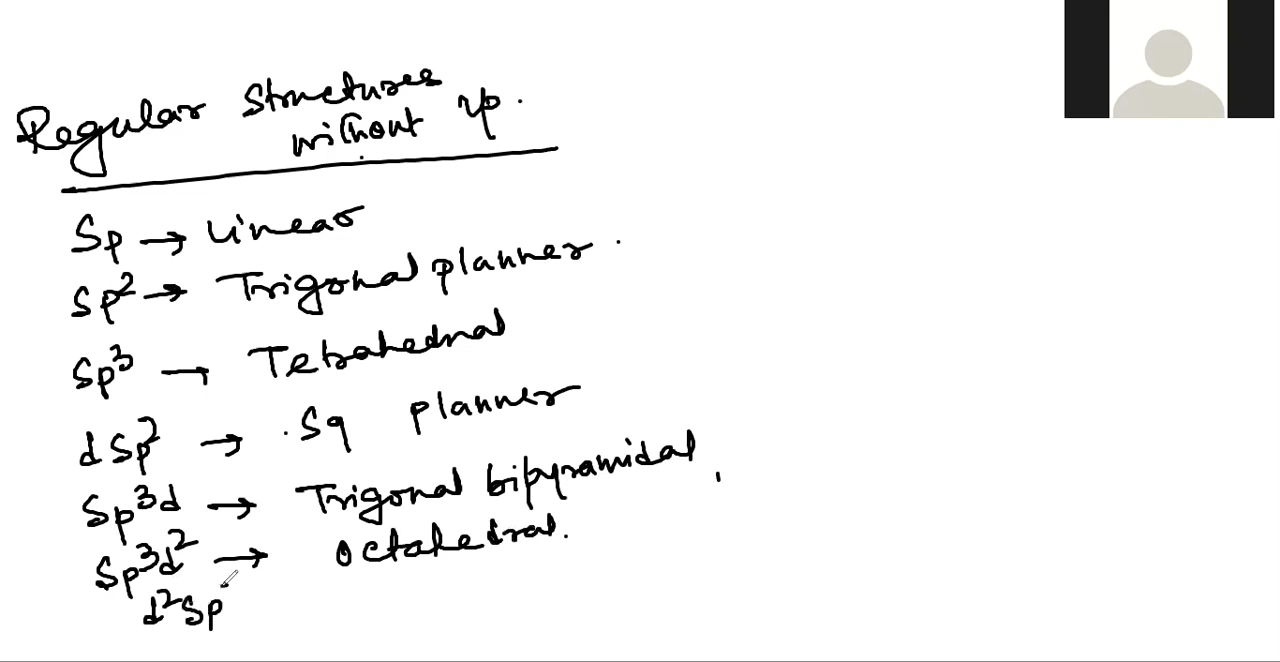 Regular Structures
without lp.
Sp → Linear
Sp² → Trigonal planner.
Sp³ → Tetrahedral
dSp² → Sq planner
Sp³d → Trigonal bipyramidal,
Sp³d² → Octahedral.
d²Sp